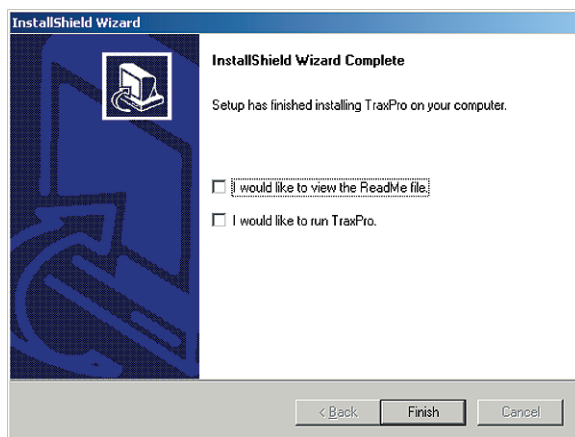 InstallShield Wizard
InstallShield Wizard Complete
Setup has finished installing TraxPro on your computer.
I would like to view the ReadMe file.
I would like to run TraxPro.
< Back
Finish
Cancel